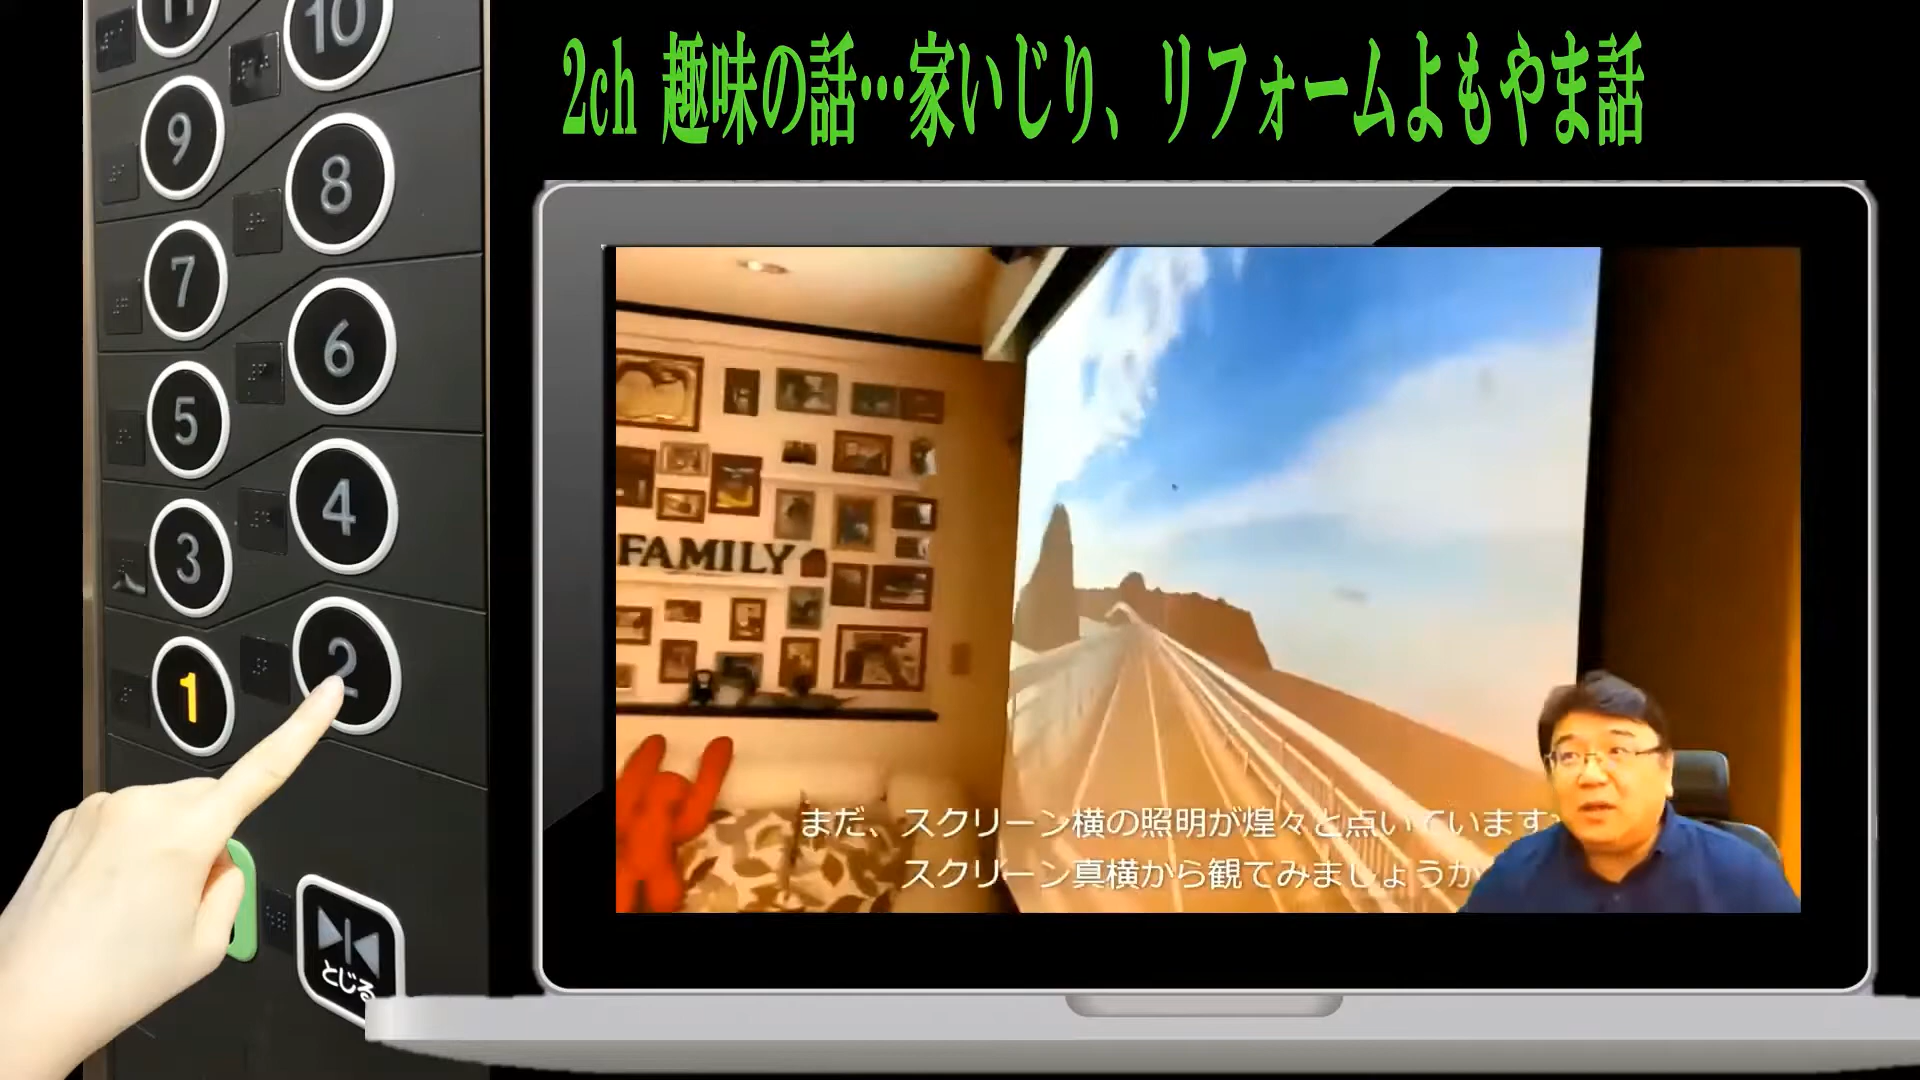 2ch 趣味の話…家いじり、リフォームよもやま話
11
10
9
8
7
6
5
4
3
2
1
とじる
FAMILY
まだ、スクリーン横の照明が煌々と点いています
スクリーン真横から観てみましょうか